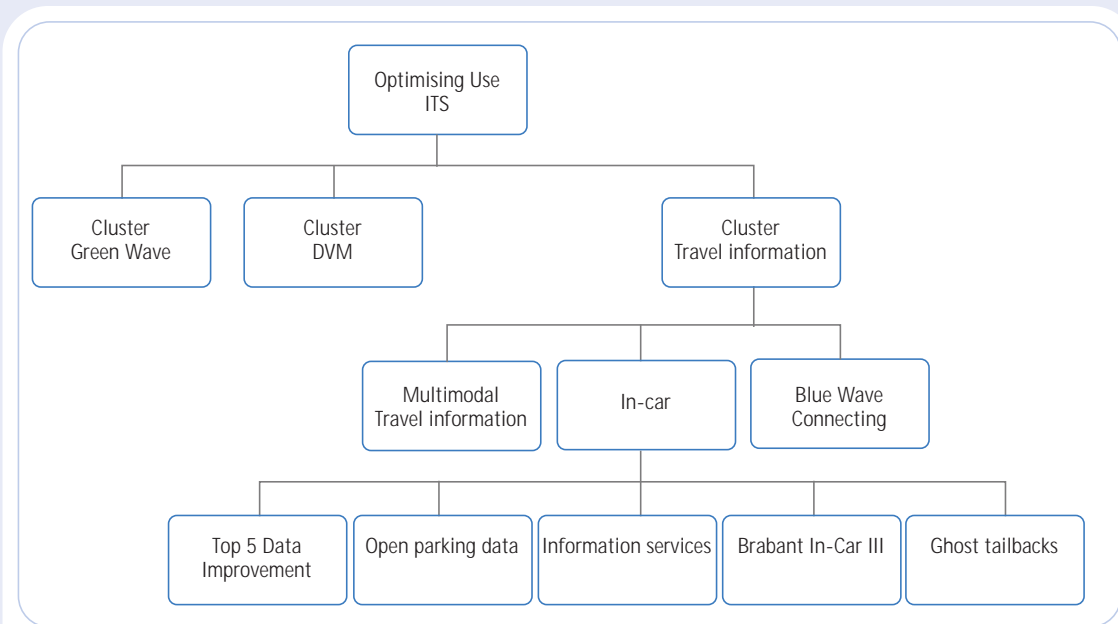 Optimising Use
ITS
Cluster
Green Wave
Cluster
DVM
Cluster
Travel information
Multimodal
Travel information
In-car
Blue Wave
Connecting
Top 5 Data
Improvement
Open parking data
Information services
Brabant In-Car III
Ghost tailbacks